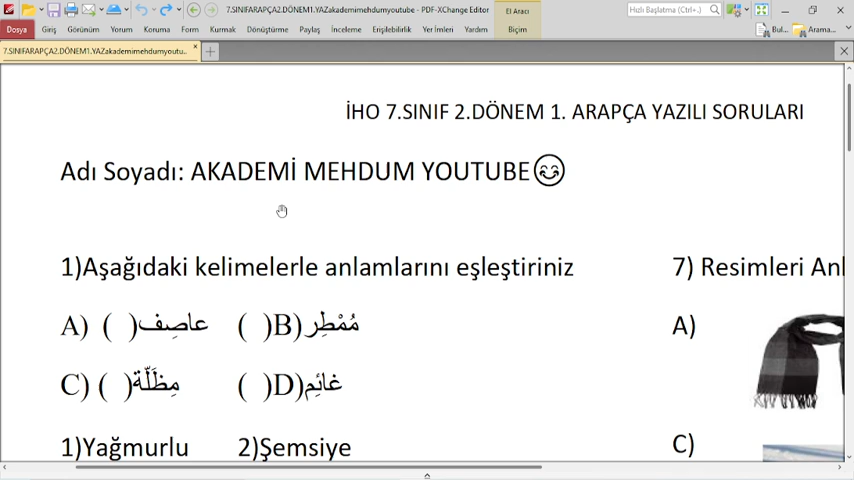 7.SINIFARAPÇA2.DÖNEM1.YAZakademimehdumyoutube - PDF-XChange Editor
El Aracı
Hızlı Başlatma (Ctrl+.)
Dosya Giriş Görünüm Yorum Koruma Form Kurmak Dönüştürme Paylaş İnceleme Erişilebilirlik Yer İmleri Yardım Biçim Bul... Arama...
7.SINIFARAPÇA2.DÖNEM1.YAZakademimehdumyoutu...
İHO 7.SINIF 2.DÖNEM 1. ARAPÇA YAZILI SORULARI
Adı Soyadı: AKADEMİ MEHDUM YOUTUBE😊
1)Aşağıdaki kelimelerle anlamlarını eşleştiriniz
A) ( )عاصِف ( )B)مُمْطِر
C) ( )مِظَلَّة ( )D)غائِم
1)Yağmurlu 2)Şemsiye
7) Resimleri Anl
A)
C)